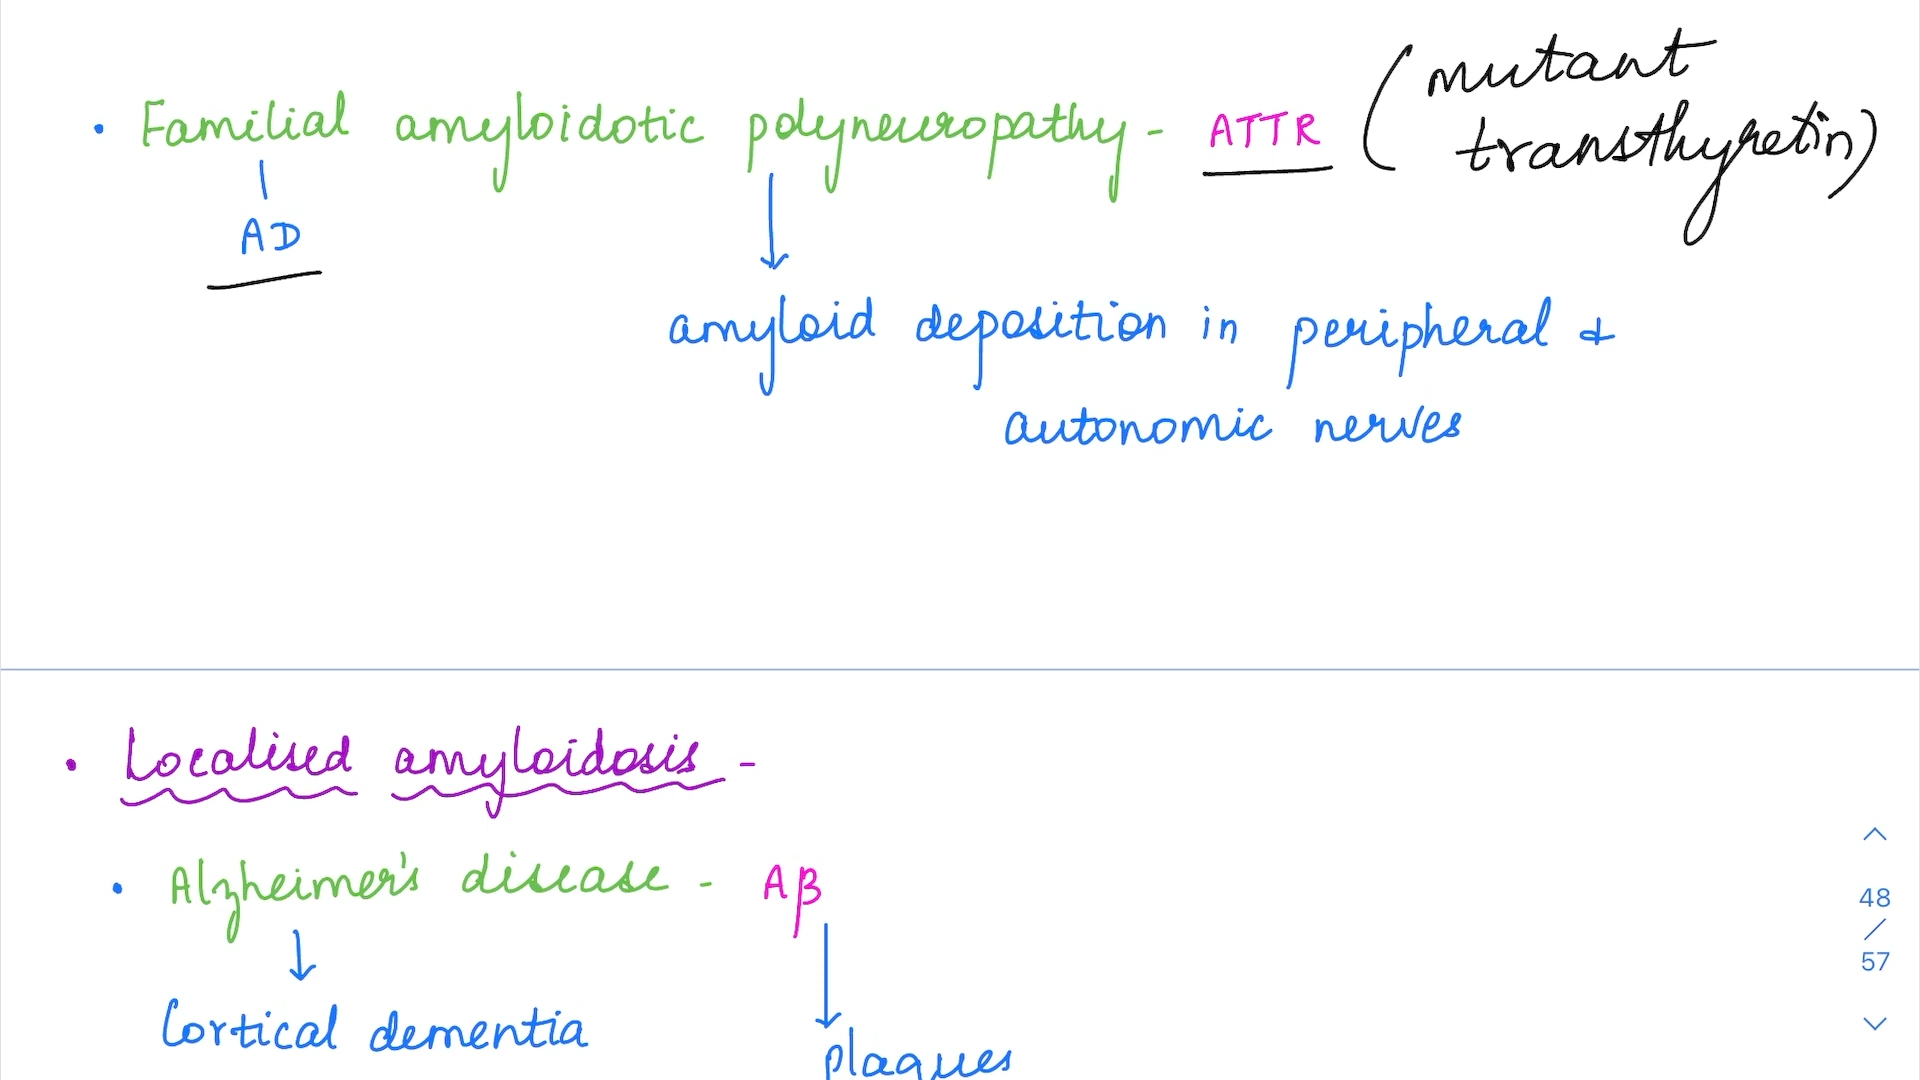 • Familial amyloidotic polyneuropathy - ATTR (mutant
transthyretin)
AD
amyloid deposition in peripheral &
autonomic nerves
• Localised amyloidosis -
• Alzheimer's disease - Aβ
Cortical dementia
plaques
48
/
57